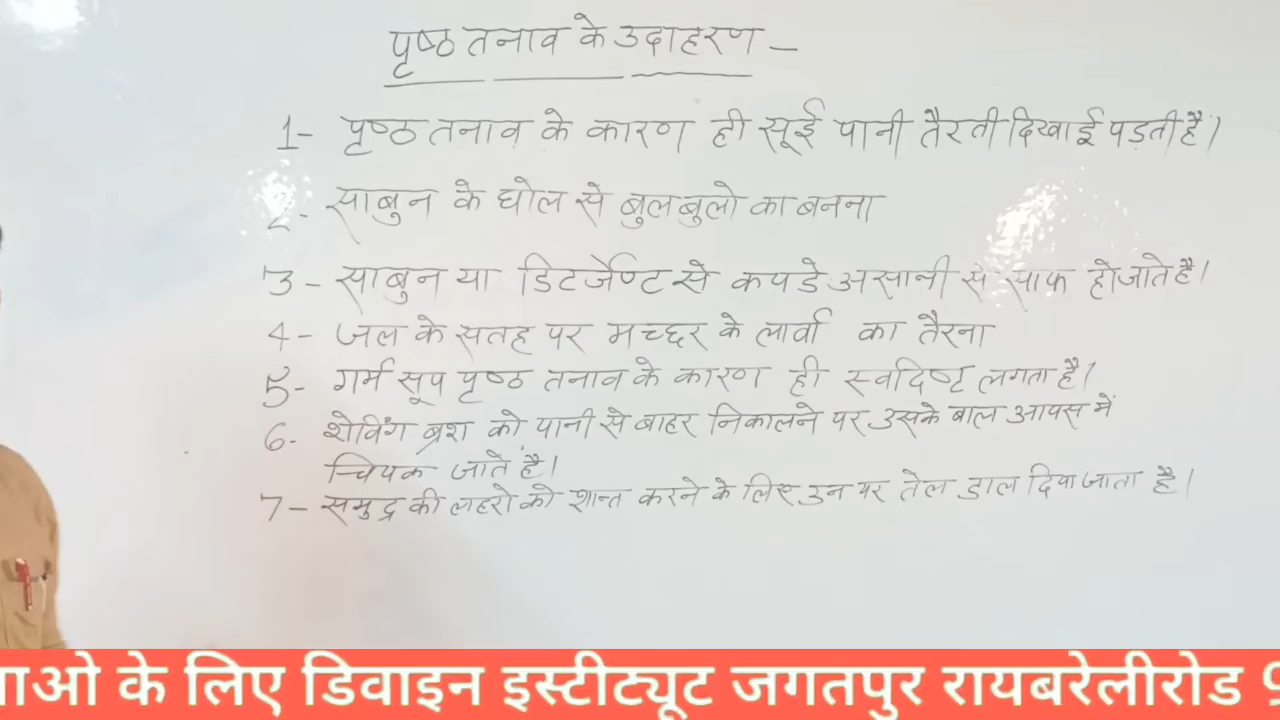 पृष्ठ तनाव के उदाहरण –
1- पृष्ठ तनाव के कारण ही सूई पानी तैरती दिखाई पड़ती है।
2- साबुन के घोल से बुलबुलो का बनना
3- साबुन या डिटर्जेण्ट से कपडे असानी से साफ हो जाते है।
4- जल के सतह पर मच्छर के लार्वा का तैरना
5- गर्म सूप पृष्ठ तनाव के कारण ही स्वदिष्ट लगता है।
6- शेविंग ब्रश को पानी से बाहर निकालने पर उसके बाल आपस में
चिपक जाते है।
7- समुद्र की लहरो को शान्त करने के लिए उन पर तेल डाल दिया जाता है।
ाओ के लिए डिवाइन इस्टीट्यूट जगतपुर रायबरेलीरोड 9